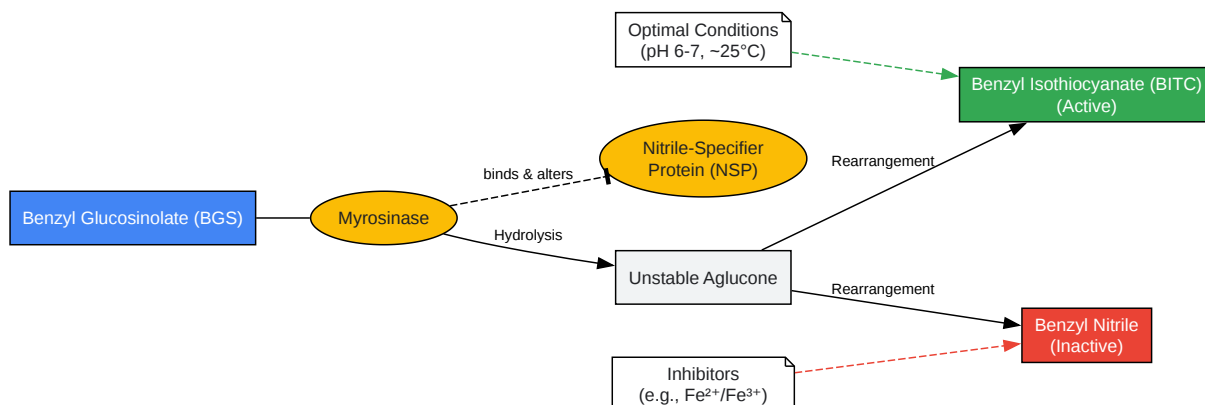 Optimal Conditions
(pH 6-7, ~25°C)
Benzyl Isothiocyanate (BITC)
(Active)
Nitrile-Specifier
Protein (NSP)
Rearrangement
binds & alters
Benzyl Glucosinolate (BGS)
Myrosinase
Hydrolysis
Unstable Aglucone
Rearrangement
Benzyl Nitrile
(Inactive)
Inhibitors
(e.g., Fe²⁺/Fe³⁺)